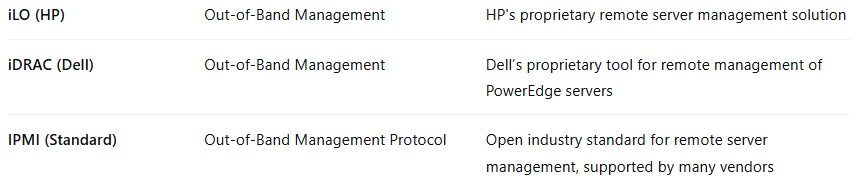 iLO (HP) Out-of-Band Management HP's proprietary remote server management solution
iDRAC (Dell) Out-of-Band Management Dell’s proprietary tool for remote management of
PowerEdge servers
IPMI (Standard) Out-of-Band Management Protocol Open industry standard for remote server
management, supported by many vendors